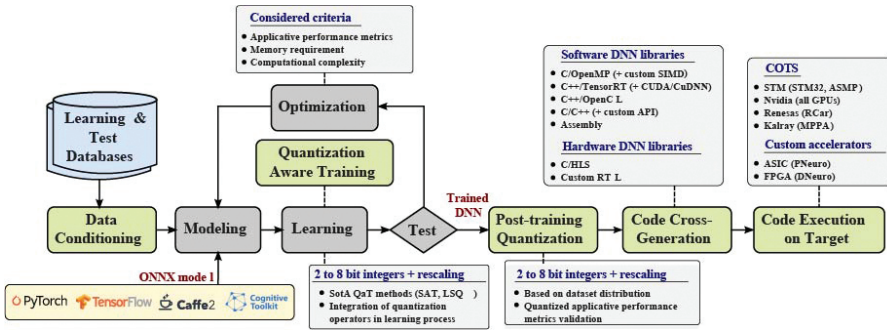 Considered criteria
● Applicative performance metrics
● Memory requirement
● Computational complexity
Software DNN libraries
● C/OpenMP (+ custom SIMD)
● C++/TensorRT (+ CUDA/CuDNN)
● C++/OpenC L
● C/C++ (+ custom API)
● Assembly
Hardware DNN libraries
● C/HLS
● Custom RT L
COTS
● STM (STM32, ASMP)
● Nvidia (all GPUs)
● Renesas (RCar)
● Kalray (MPPA)
Custom accelerators
● ASIC (PNeuro)
● FPGA (DNeuro)
Learning &
Test
Databases
Optimization
Quantization
Aware Training
Data
Conditioning
Modeling
Learning
Test
Trained
DNN
Post-training
Quantization
Code Cross-
Generation
Code Execution
on Target
ONNX mode l
PyTorch
TensorFlow
Caffe2
Cognitive
Toolkit
2 to 8 bit integers + rescaling
● SotA QaT methods (SAT, LSQ )
● Integration of quantization
operators in learning process
2 to 8 bit integers + rescaling
● Based on dataset distribution
● Quantized applicative performance
metrics validation